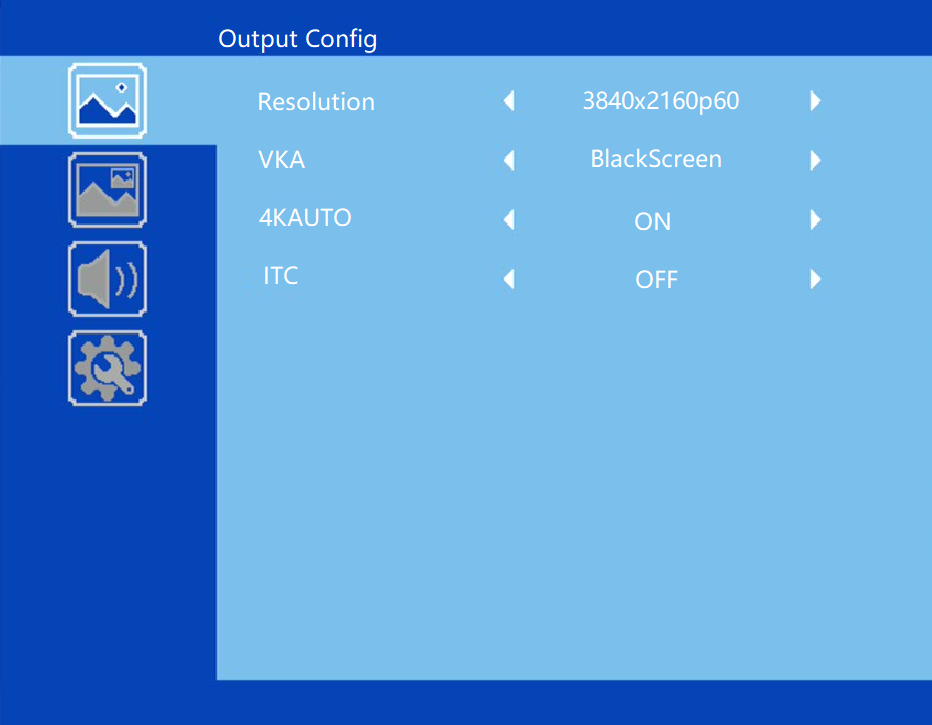 Output Config
Resolution 3840x2160p60
VKA BlackScreen
4KAUTO ON
ITC OFF